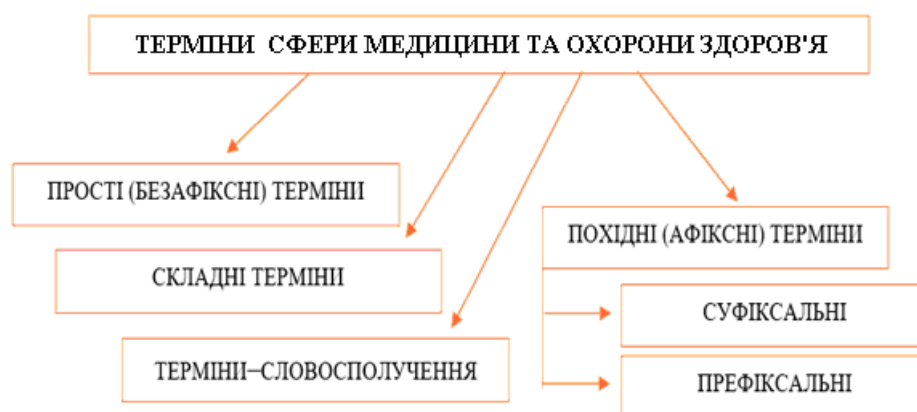 ТЕРМІНИ СФЕРИ МЕДИЦИНИ ТА ОХОРОНИ ЗДОРОВ'Я
ПРОСТІ (БЕЗАФІКСНІ) ТЕРМІНИ
СКЛАДНІ ТЕРМІНИ
ТЕРМІНИ–СЛОВОСПОЛУЧЕННЯ
ПОХІДНІ (АФІКСНІ) ТЕРМІНИ
СУФІКСАЛЬНІ
ПРЕФІКСАЛЬНІ